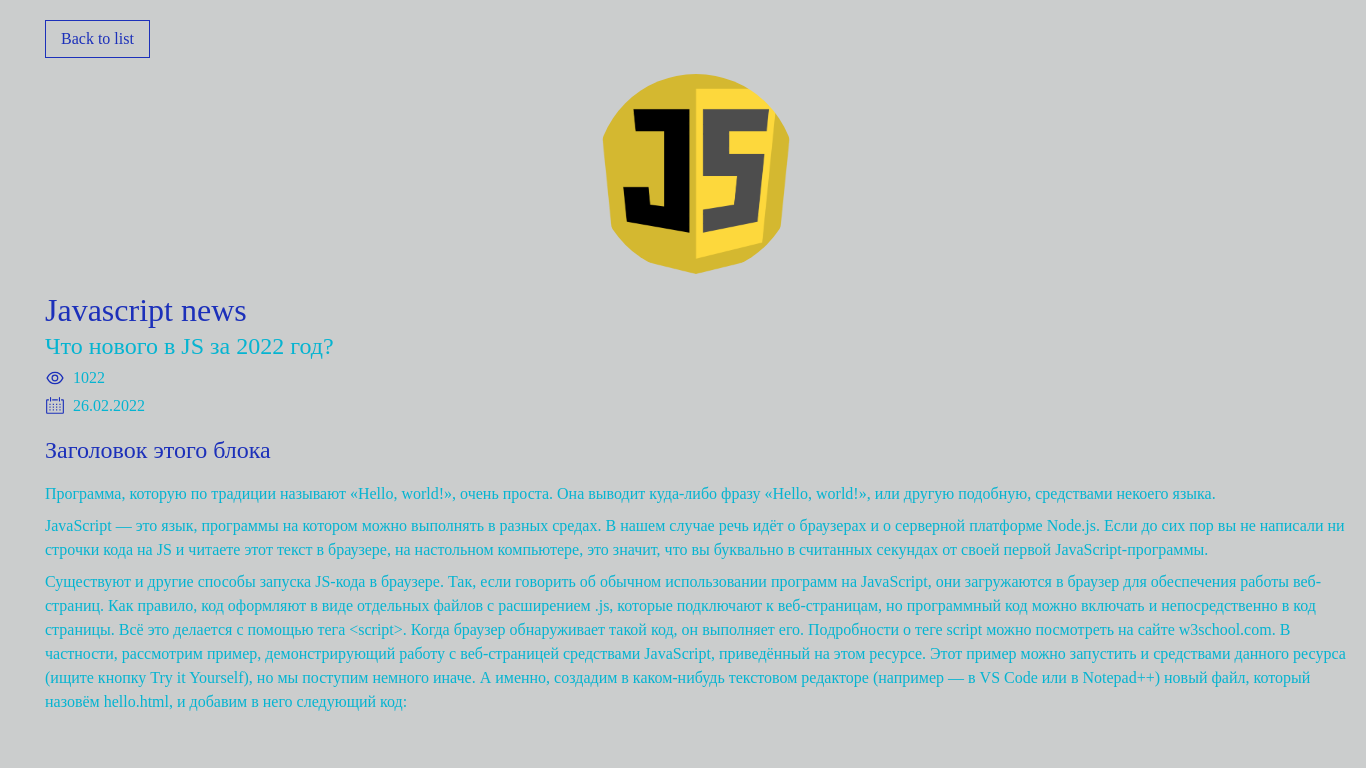 Back to list
JS
Javascript news
Что нового в JS за 2022 год?
1022
26.02.2022
Заголовок этого блока
Программа, которую по традиции называют «Hello, world!», очень проста. Она выводит куда-либо фразу «Hello, world!», или другую подобную, средствами некоего языка.
JavaScript — это язык, программы на котором можно выполнять в разных средах. В нашем случае речь идёт о браузерах и о серверной платформе Node.js. Если до сих пор вы не написали ни
строчки кода на JS и читаете этот текст в браузере, на настольном компьютере, это значит, что вы буквально в считанных секундах от своей первой JavaScript-программы.
Существуют и другие способы запуска JS-кода в браузере. Так, если говорить об обычном использовании программ на JavaScript, они загружаются в браузер для обеспечения работы веб-
страниц. Как правило, код оформляют в виде отдельных файлов с расширением .js, которые подключают к веб-страницам, но программный код можно включать и непосредственно в код
страницы. Всё это делается с помощью тега <script>. Когда браузер обнаруживает такой код, он выполняет его. Подробности о теге script можно посмотреть на сайте w3school.com. В
частности, рассмотрим пример, демонстрирующий работу с веб-страницей средствами JavaScript, приведённый на этом ресурсе. Этот пример можно запустить и средствами данного ресурса
(ищите кнопку Try it Yourself), но мы поступим немного иначе. А именно, создадим в каком-нибудь текстовом редакторе (например — в VS Code или в Notepad++) новый файл, который
назовём hello.html, и добавим в него следующий код: